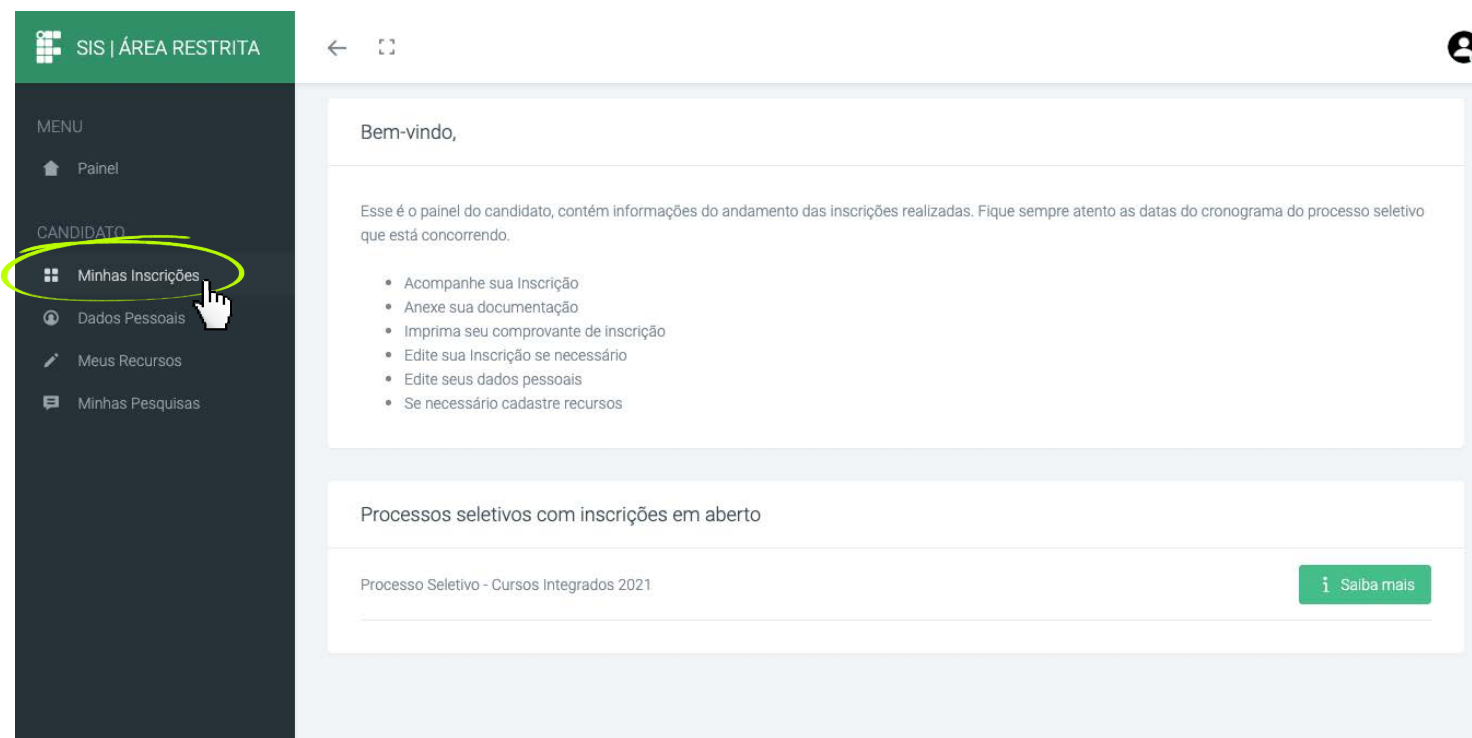 SIS | ÁREA RESTRITA
MENU
Painel
CANDIDATO
Minhas Inscrições
Dados Pessoais
Meus Recursos
Minhas Pesquisas
Bem-vindo,
Esse é o painel do candidato, contém informações do andamento das inscrições realizadas. Fique sempre atento as datas do cronograma do processo seletivo
que está concorrendo.
Acompanhe sua Inscrição
Anexe sua documentação
Imprima seu comprovante de inscrição
Edite sua Inscrição se necessário
Edite seus dados pessoais
Se necessário cadastre recursos
Processos seletivos com inscrições em aberto
Processo Seletivo - Cursos Integrados 2021
Saiba mais